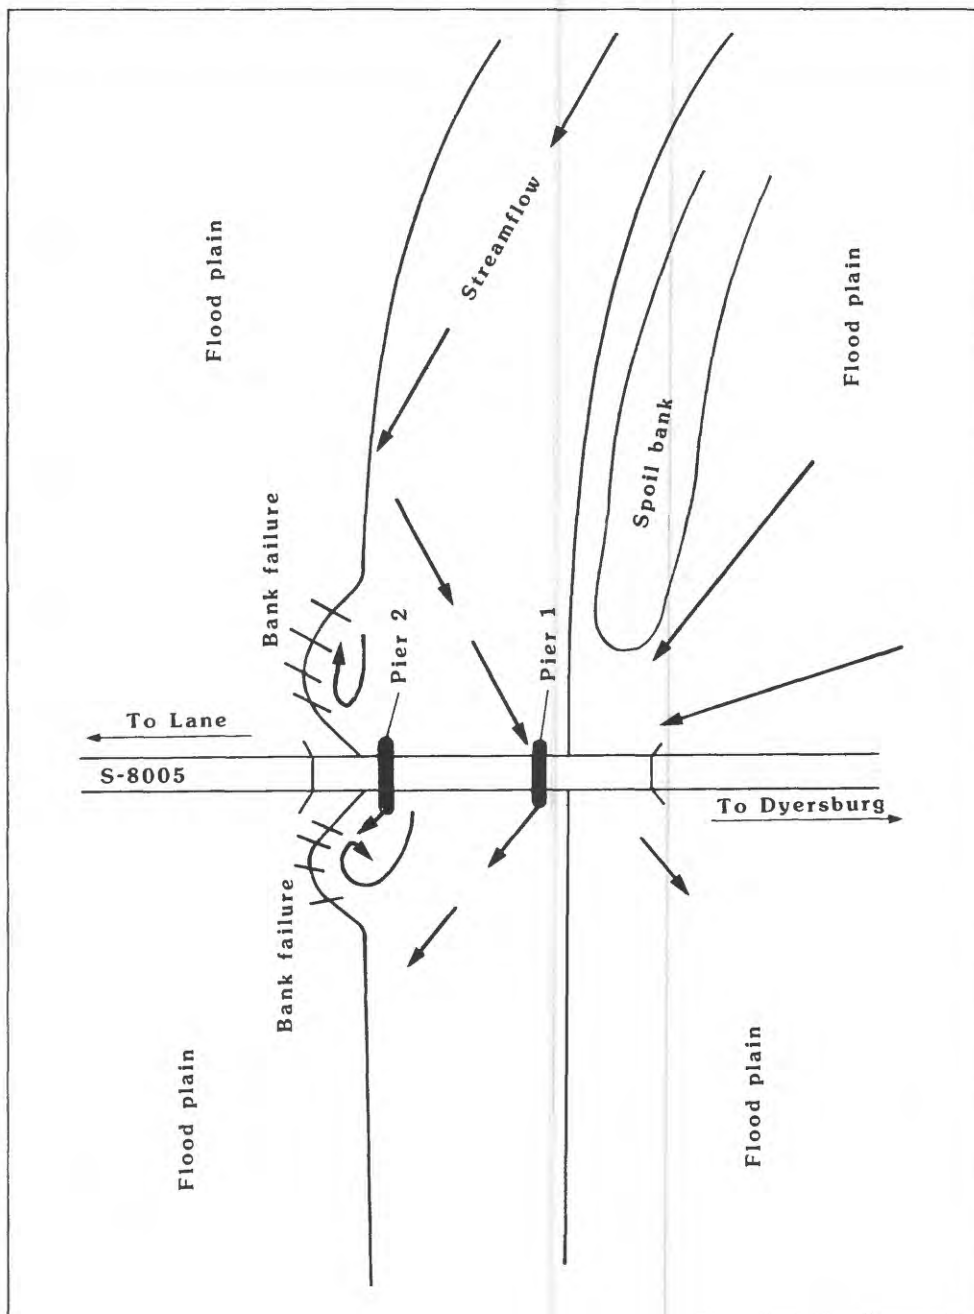 Streamflow
Flood plain
Flood plain
Spoil bank
Bank failure
Pier 2
Pier 1
To Lane
S-8005
To Dyersburg
Bank failure
Flood plain
Flood plain